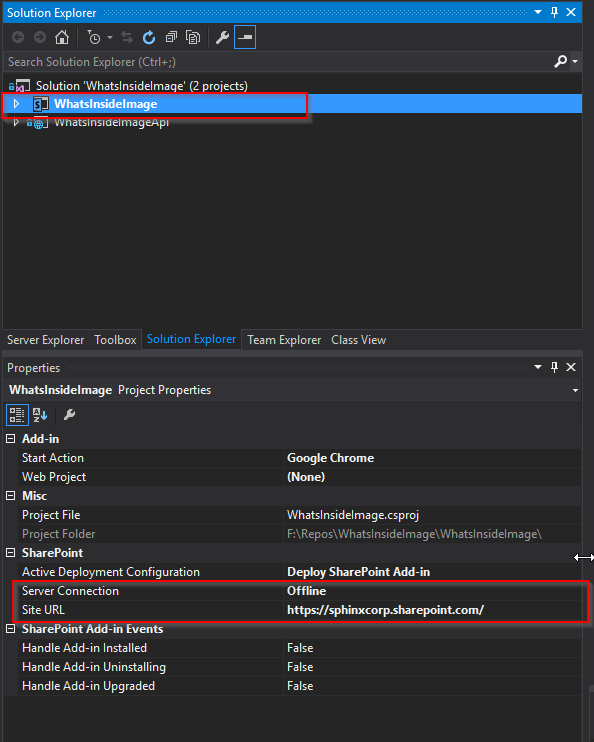 Solution Explorer
Search Solution Explorer (Ctrl+;)
Solution 'WhatsInsideImage' (2 projects)
WhatsInsideImage
WhatsInsideImageApi
Server Explorer Toolbox Solution Explorer Team Explorer Class View
Properties
WhatsInsideImage Project Properties
Add-in
Start Action Google Chrome
Web Project (None)
Misc
Project File WhatsInsideImage.csproj
Project Folder F:\Repos\WhatsInsideImage\WhatsInsideImage\
SharePoint
Active Deployment Configuration Deploy SharePoint Add-in
Server Connection Offline
Site URL https://sphinxcorp.sharepoint.com/
SharePoint Add-in Events
Handle Add-in Installed False
Handle Add-in Uninstalling False
Handle Add-in Upgraded False